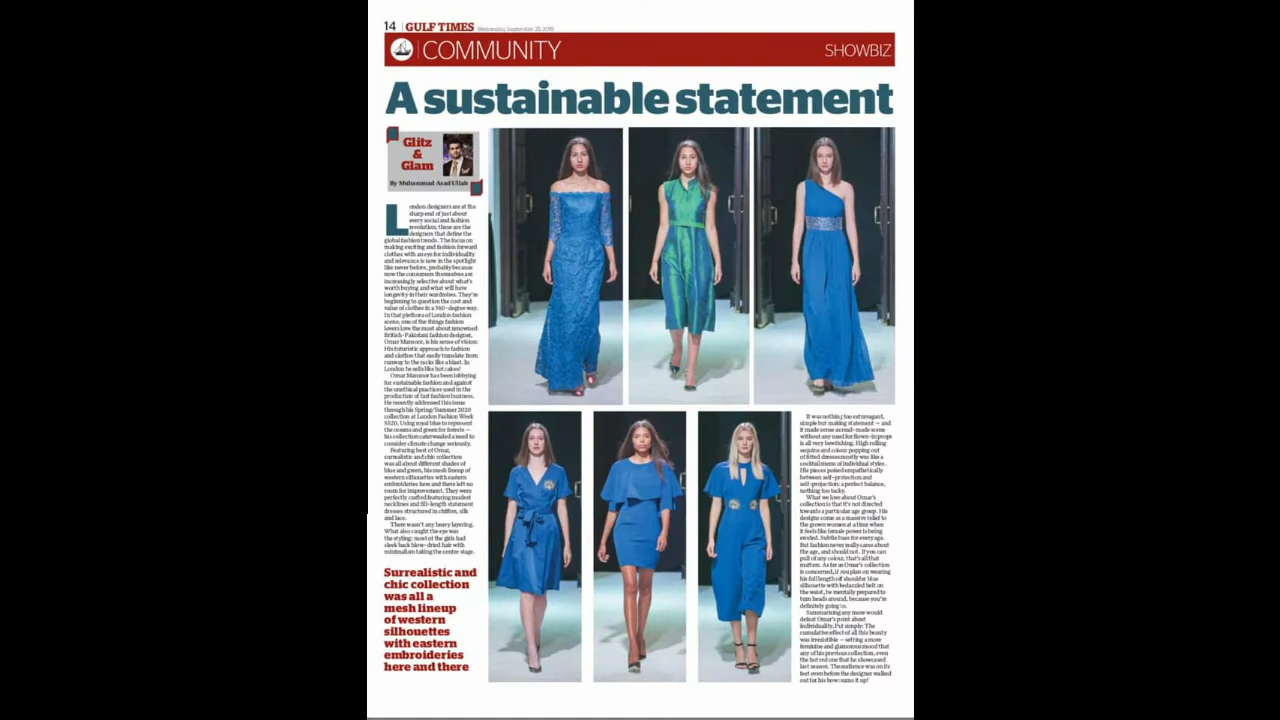 14 GULF TIMES Wednesday, September 25, 2019
COMMUNITY
SHOWBIZ
A sustainable statement
Glitz
&
Glam
By Muhammad Asad Ullah
London designers are at the
sharp end of just about
every social and fashion
revolution; these are the
designers that define the
global fashion trends. The focus on
making exciting and fashion forward
clothes with an eye for individuality
and relevance is now in the spotlight
like never before, probably because
now the consumers themselves are
increasingly selective about what's
worth buying and what will have
longevity in their wardrobes. They're
beginning to question the cost and
value of clothes in a 360-degree way.
In that plethora of London fashion
scene, one of the things fashion
lovers love the most about renowned
British-Pakistani fashion designer,
Omar Mansoor, is his sense of vision:
His futuristic approach to fashion
and clothes that easily translate from
runway to the racks like a blast. In
London he sells like hot cakes!
Omar Mansoor has been lobbying
for sustainable fashion and against
the unethical practices used in the
production of fast fashion business.
He recently addressed this issue
through his Spring/Summer 2020
collection at London Fashion Week
SS20. Using royal blue to represent
the oceans and green for forests –
his collection caterwauled a need to
consider climate change seriously.
Featuring best of Omar,
surrealistic and chic collection
was all about different shades of
blue and green, his mesh lineup of
western silhouettes with eastern
embroideries here and there left no
room for improvement. They were
perfectly crafted featuring modest
necklines and full-length statement
dresses structured in chiffon, silk
and lace.
There wasn't any heavy layering.
What also caught the eye was
the styling: most of the girls had
sleek back blow-dried hair with
minimalism taking the centre stage.
Surrealistic and
chic collection
was all a
mesh lineup
of western
silhouettes
with eastern
embroideries
here and there
It was nothing too extravagant,
simple but making statement – and
it made sense as read-made scene
without any need for flown-in props
is all very bewitching. High rolling
sequins and colour popping out
of fitted dresses mostly was like a
cocktail menu of individual styles.
His pieces poised empathetically
between self-protection and
self-projection: a perfect balance,
nothing too tacky.
What we love about Omar's
collection is that it's not directed
towards a particular age group. His
designs come as a massive relief to
the grown women at a time when
it feels like female power is being
eroded. Subtle hues for every age.
But fashion never really cares about
the age, and should not. If you can
pull of any colour, that's all that
matters. As far as Omar's collection
is concerned, if you plan on wearing
his full length off shoulder blue
silhouette with bedazzled belt on
the waist, be mentally prepared to
turn heads around, because you're
definitely going to.
Summarising any more would
defeat Omar's point about
individuality. Put simply: The
cumulative effect of all this beauty
was irresistible – setting a more
feminine and glamorous mood that
any of his previous collection, even
the hot red one that he showcased
last season. The audience was on its
feet even before the designer walked
out for his bow: sums it up!